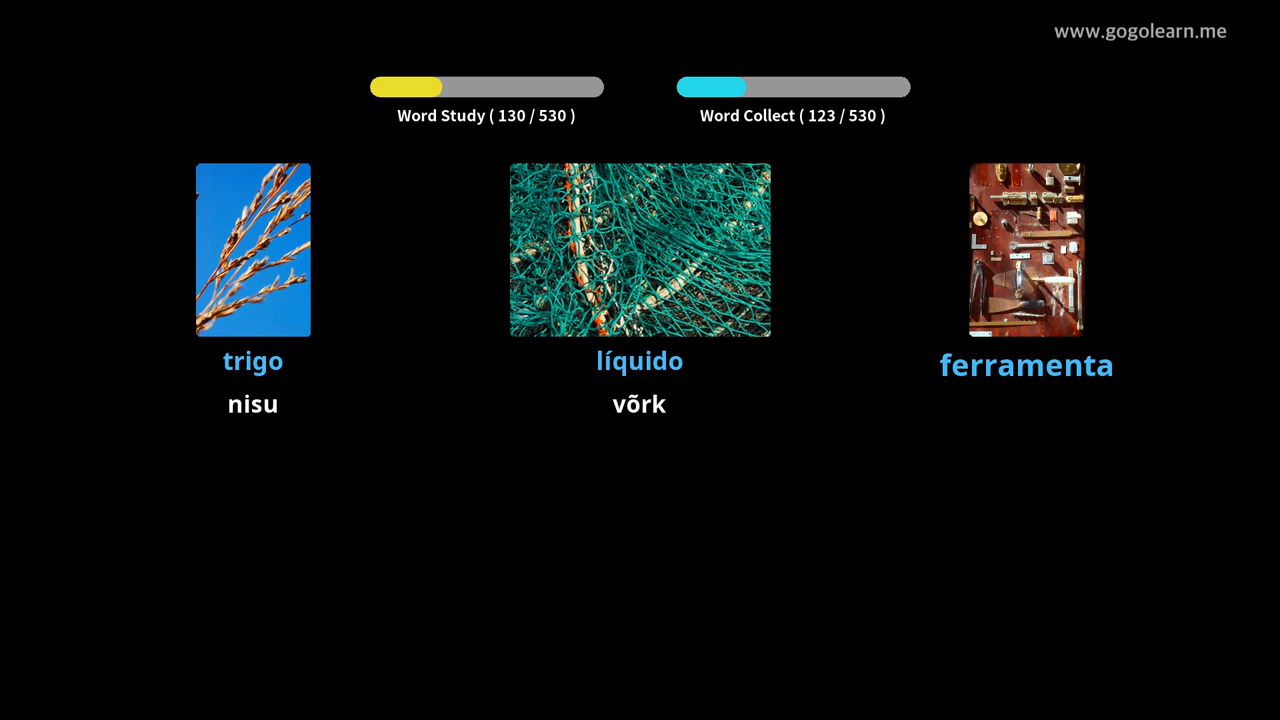 www.gogolearn.me
Word Study ( 130 / 530 )
Word Collect ( 123 / 530 )
trigo
nisu
líquido
võrk
ferramenta